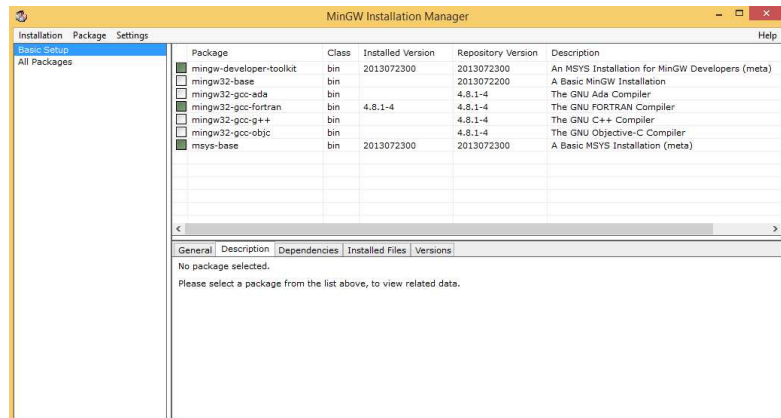 MinGW Installation Manager
Installation Package Settings Help
Basic Setup
All Packages
Package Class Installed Version Repository Version Description
mingw-developer-toolkit bin 2013072300 2013072300 An MSYS Installation for MinGW Developers (meta)
mingw32-base bin 2013072200 A Basic MinGW Installation
mingw32-gcc-ada bin 4.8.1-4 The GNU Ada Compiler
mingw32-gcc-fortran bin 4.8.1-4 4.8.1-4 The GNU FORTRAN Compiler
mingw32-gcc-g++ bin 4.8.1-4 The GNU C++ Compiler
mingw32-gcc-objc bin 4.8.1-4 The GNU Objective-C Compiler
msys-base bin 2013072300 2013072300 A Basic MSYS Installation (meta)
General Description Dependencies Installed Files Versions
No package selected.
Please select a package from the list above, to view related data.